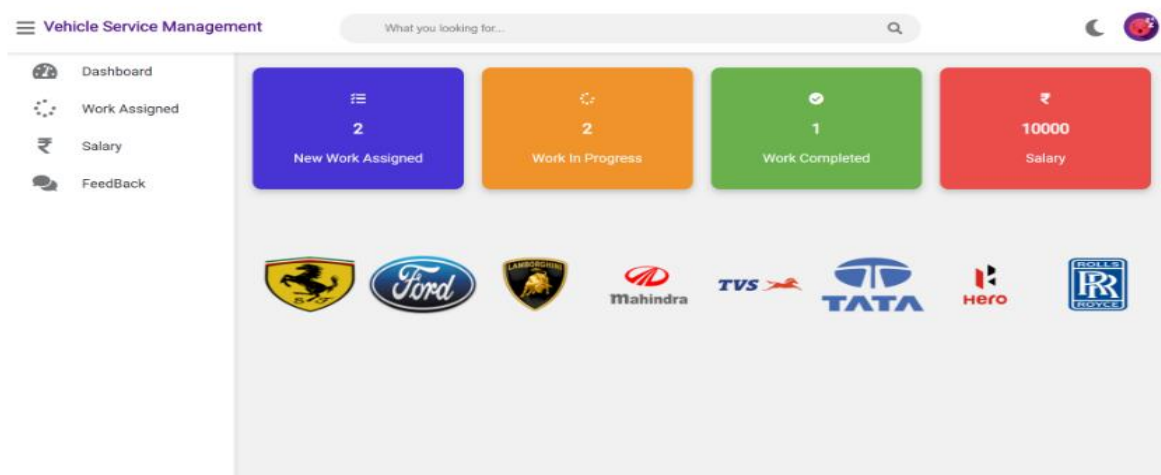 Vehicle Service Management
What you looking for...
Dashboard
Work Assigned
₹ Salary
FeedBack
2
New Work Assigned
2
Work In Progress
1
Work Completed
₹
10000
Salary
S F
Ford
LAMBORGHINI
Mahindra
TVS
TATA
Hero
ROLLS
RR
ROYCE